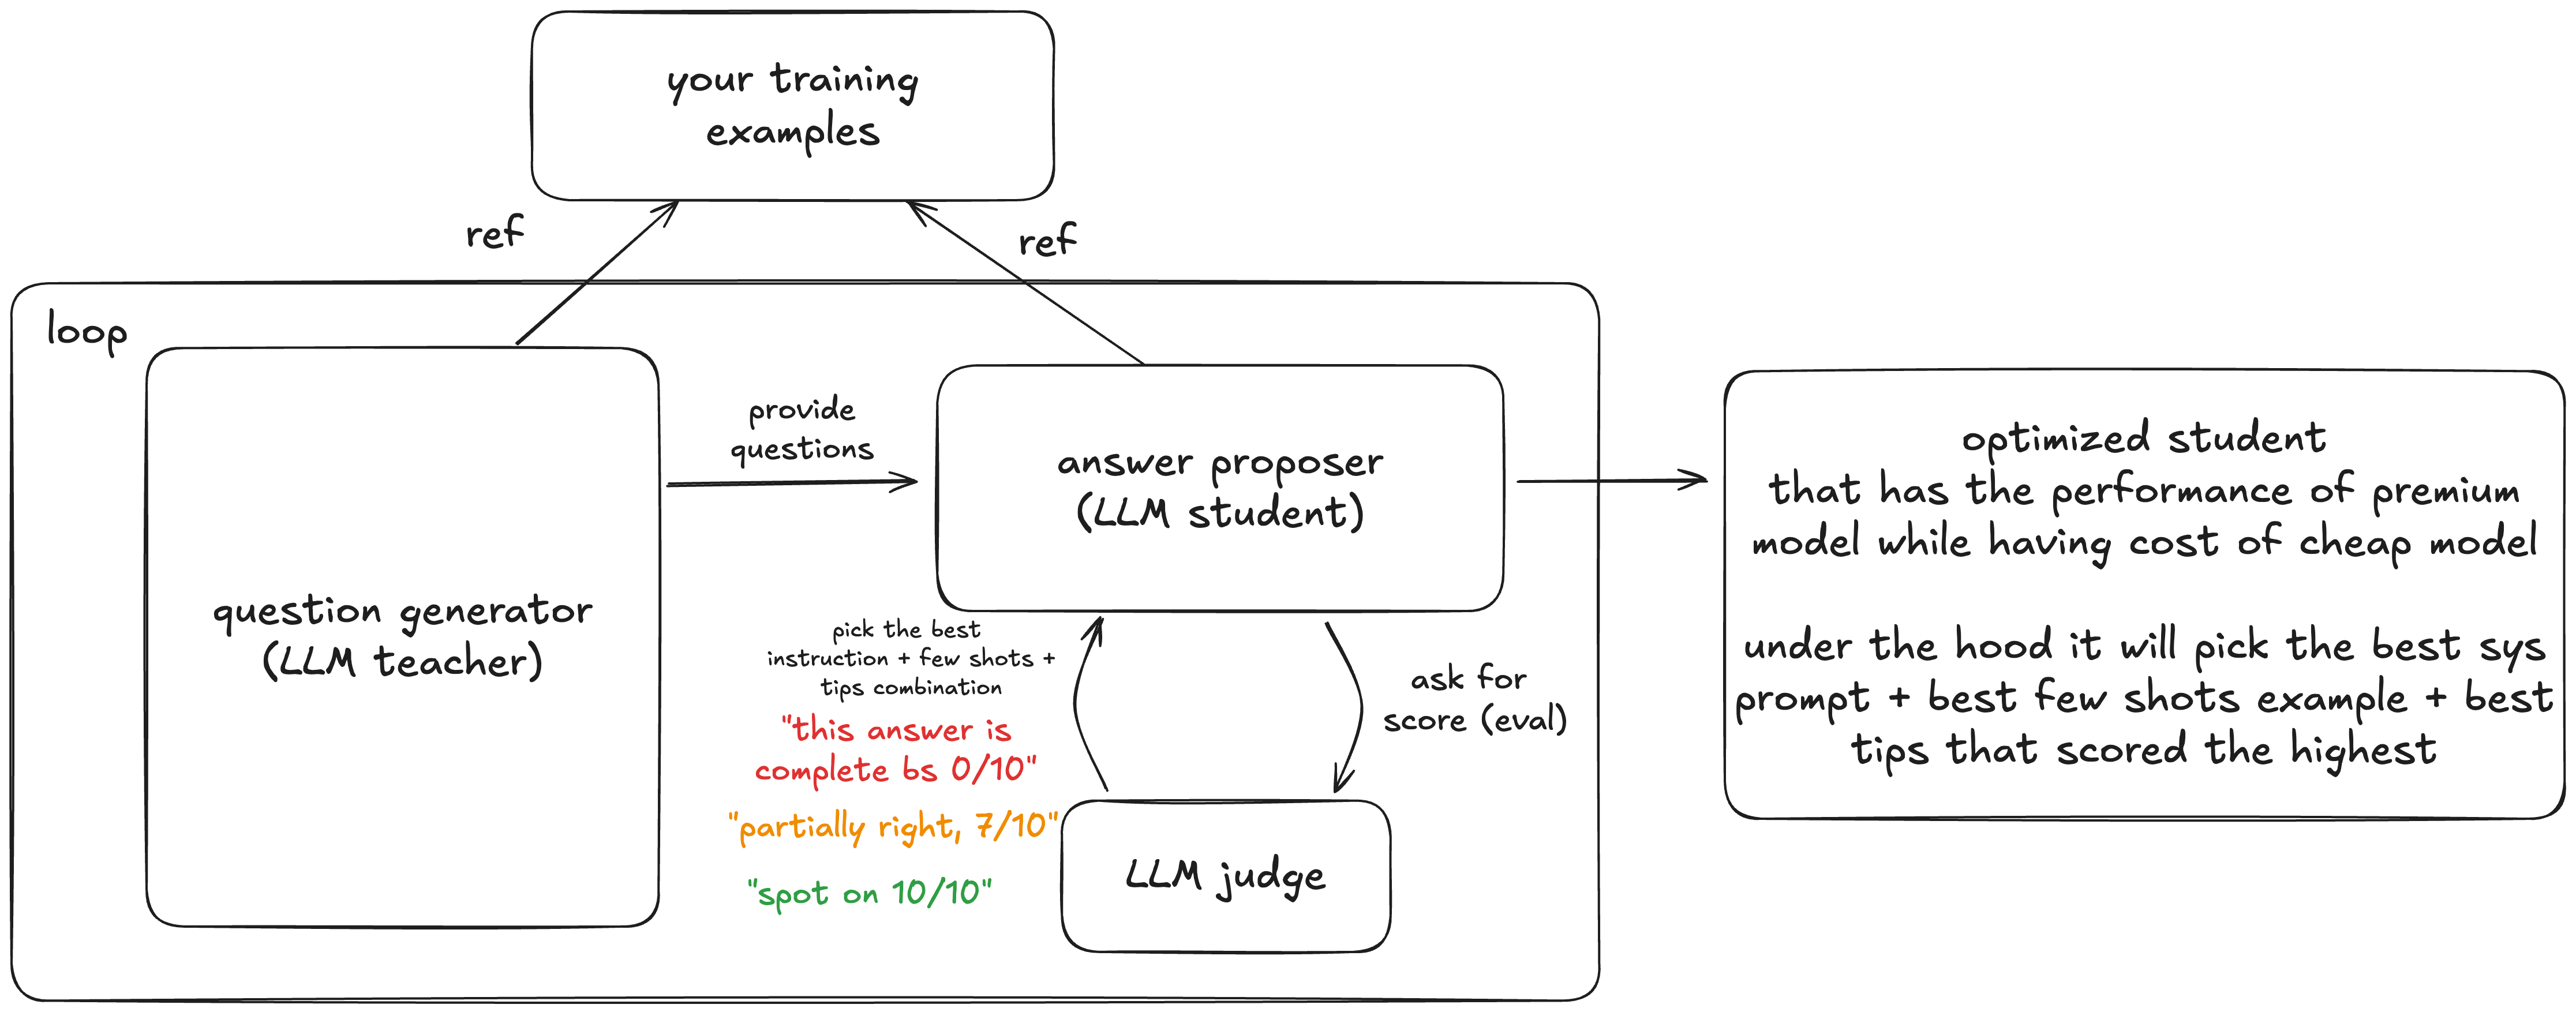 your training
examples
ref
ref
loop
question generator
(LLM teacher)
provide
questions
answer proposer
(LLM student)
pick the best
instruction + few shots +
tips combination
"this answer is
complete bs 0/10"
"partially right, 7/10"
"spot on 10/10"
ask for
score (eval)
LLM judge
optimized student
that has the performance of premium
model while having cost of cheap model
under the hood it will pick the best sys
prompt + best few shots example + best
tips that scored the highest